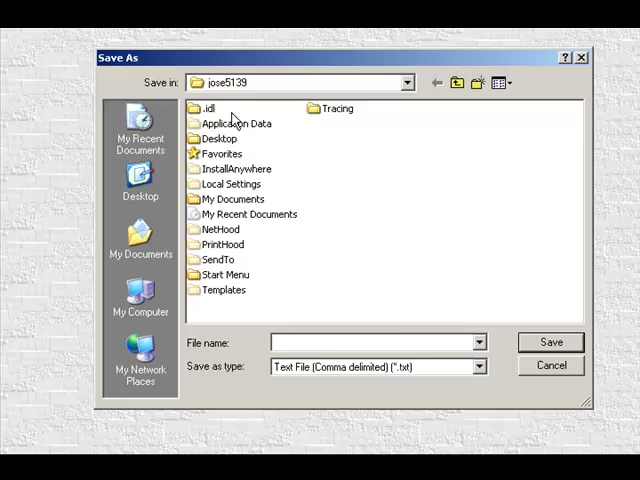 Save As
Save in: jose5139
My Recent Documents
Desktop
My Documents
My Computer
My Network Places
.idl
Application Data
Desktop
Favorites
InstallAnywhere
Local Settings
My Documents
My Recent Documents
NetHood
PrintHood
SendTo
Start Menu
Templates
Tracing
File name:
Save
Save as type: Text File (Comma delimited) (*.txt)
Cancel